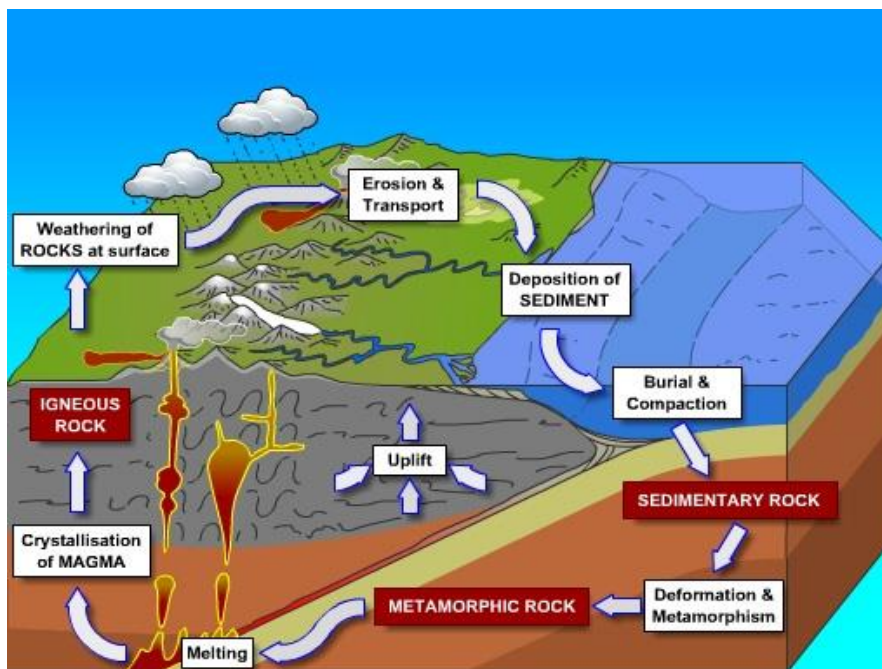 Erosion &
Transport
Weathering of
ROCKS at surface
Deposition of
SEDIMENT
Burial &
Compaction
IGNEOUS
ROCK
Uplift
SEDIMENTARY ROCK
Crystallisation
of MAGMA
Deformation &
Metamorphism
METAMORPHIC ROCK
Melting